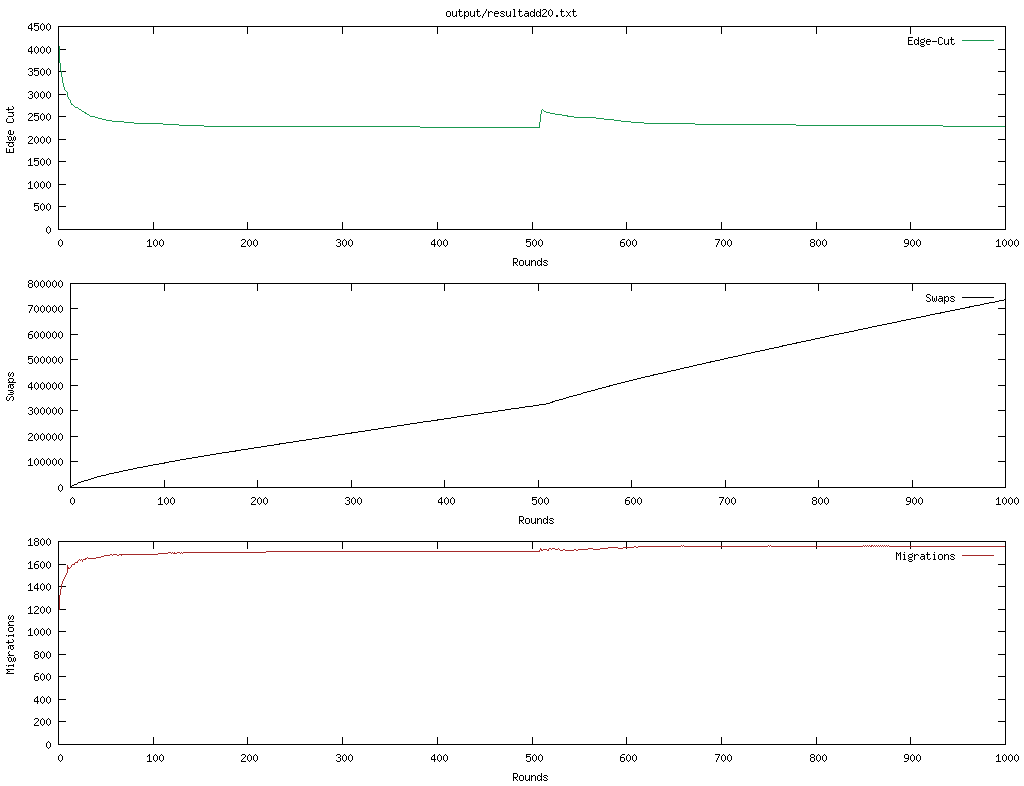 output/resultadd20.txt
4500
4000
3500
3000
2500
2000
1500
1000
500
0
Edge Cut
Edge-Cut
0 100 200 300 400 500 600 700 800 900 1000
Rounds
800000
700000
600000
500000
400000
300000
200000
100000
0
Swaps
Swaps
0 100 200 300 400 500 600 700 800 900 1000
Rounds
1800
1600
1400
1200
1000
800
600
400
200
0
Migrations
Migrations
0 100 200 300 400 500 600 700 800 900 1000
Rounds